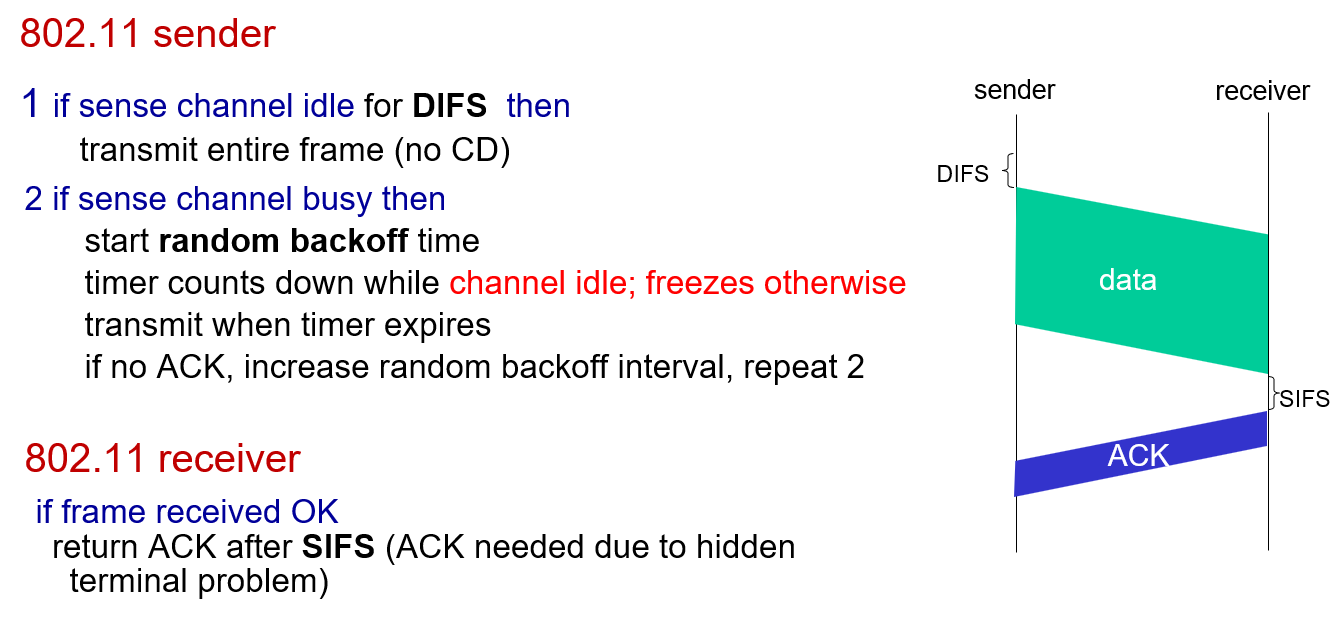 802.11 sender
1 if sense channel idle for DIFS then
transmit entire frame (no CD)
2 if sense channel busy then
start random backoff time
timer counts down while channel idle; freezes otherwise
transmit when timer expires
if no ACK, increase random backoff interval, repeat 2
802.11 receiver
if frame received OK
return ACK after SIFS (ACK needed due to hidden
terminal problem)
sender
receiver
DIFS
data
SIFS
ACK